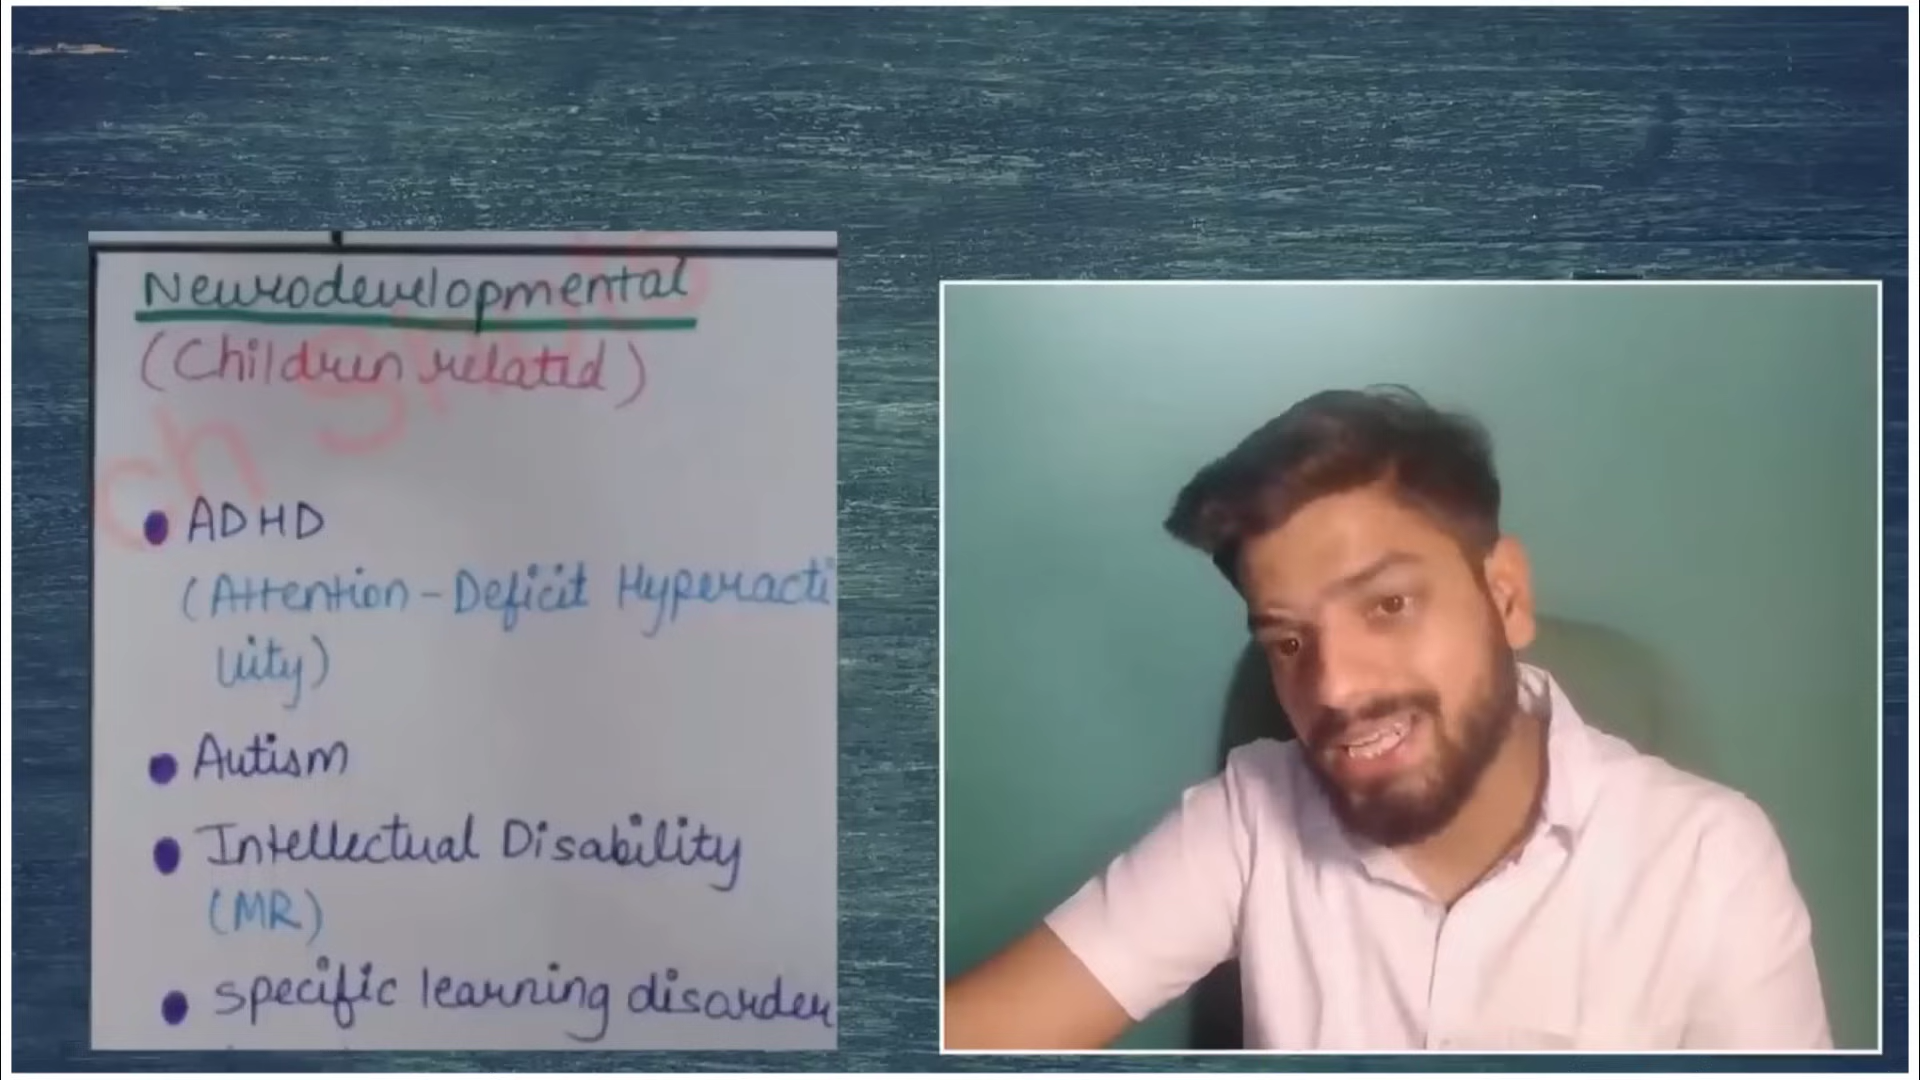 Neurodevelopmental
(Children related)
• ADHD
(Attention-Deficit Hyperacti
vity)
• Autism
• Intellectual Disability
(MR)
• specific learning disorder